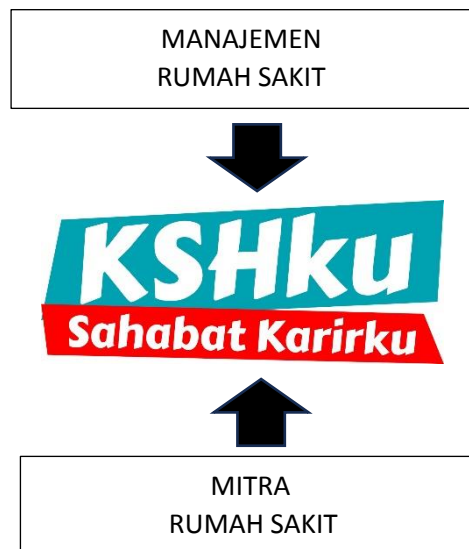 MANAJEMEN
RUMAH SAKIT
KSHku
Sahabat Karirku
MITRA
RUMAH SAKIT